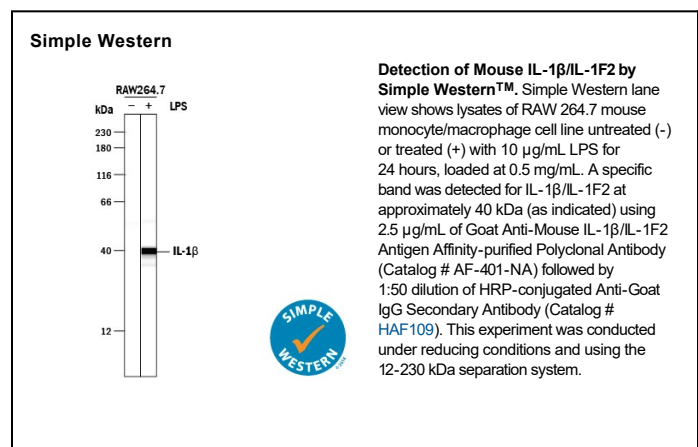 Simple Western
RAW264.7
kDa − + LPS
230
180
116
66
40
IL-1β
12
SIMPLE
WESTERN
Detection of Mouse IL-1β/IL-1F2 by
Simple Western™. Simple Western lane
view shows lysates of RAW 264.7 mouse
monocyte/macrophage cell line untreated (-)
or treated (+) with 10 µg/mL LPS for
24 hours, loaded at 0.5 mg/mL. A specific
band was detected for IL-1β/IL-1F2 at
approximately 40 kDa (as indicated) using
2.5 µg/mL of Goat Anti-Mouse IL-1β/IL-1F2
Antigen Affinity-purified Polyclonal Antibody
(Catalog # AF-401-NA) followed by
1:50 dilution of HRP-conjugated Anti-Goat
IgG Secondary Antibody (Catalog #
HAF109). This experiment was conducted
under reducing conditions and using the
12-230 kDa separation system.